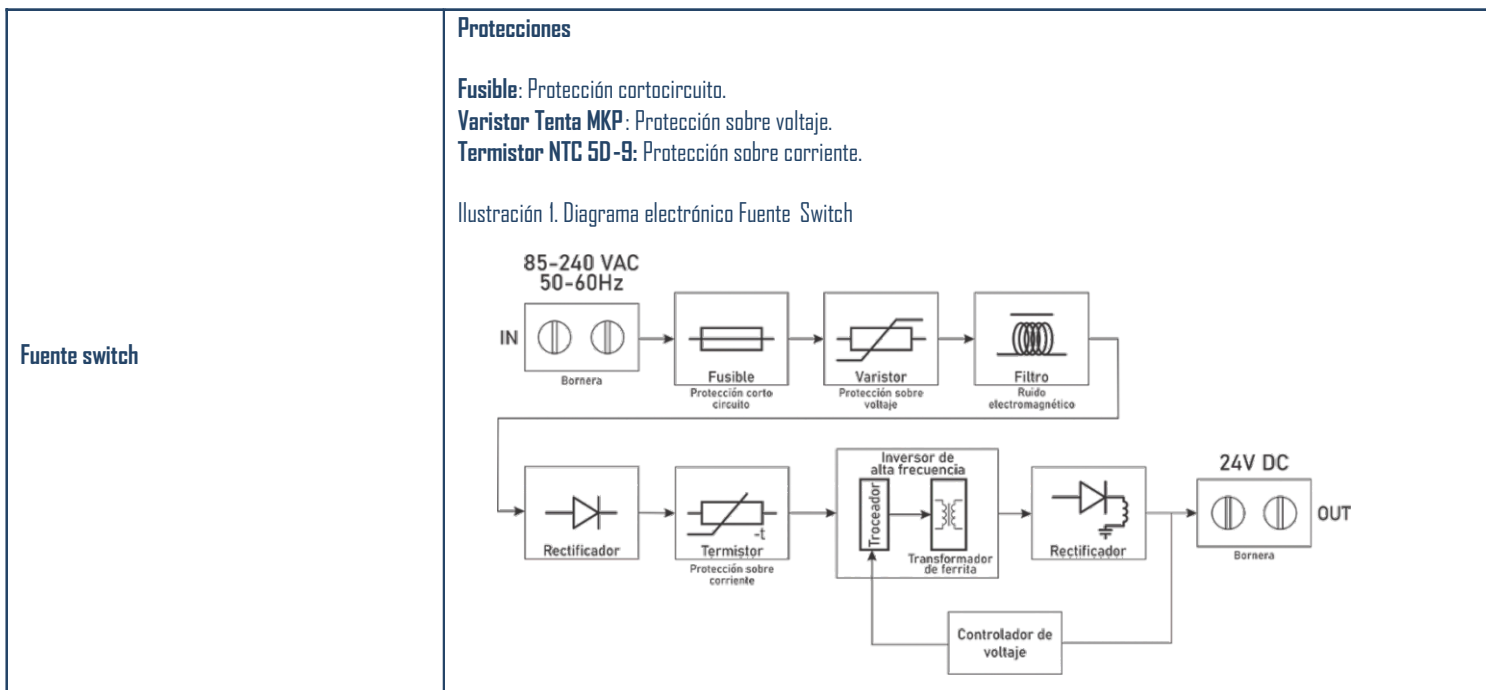 Fuente switch
Protecciones
Fusible: Protección cortocircuito.
Varistor Tenta MKP: Protección sobre voltaje.
Termistor NTC 5D-9: Protección sobre corriente.
Ilustración 1. Diagrama electrónico Fuente Switch
85-240 VAC
50-60Hz
IN
Bornera
Fusible
Protección corto
circuito
Varistor
Protección sobre
voltaje
Filtro
Ruido
electromagnético
Rectificador
Termistor
-t
Protección sobre
corriente
Inversor de
alta frecuencia
Troceador
Transformador
de ferrita
Rectificador
24V DC
OUT
Bornera
Controlador de
voltaje